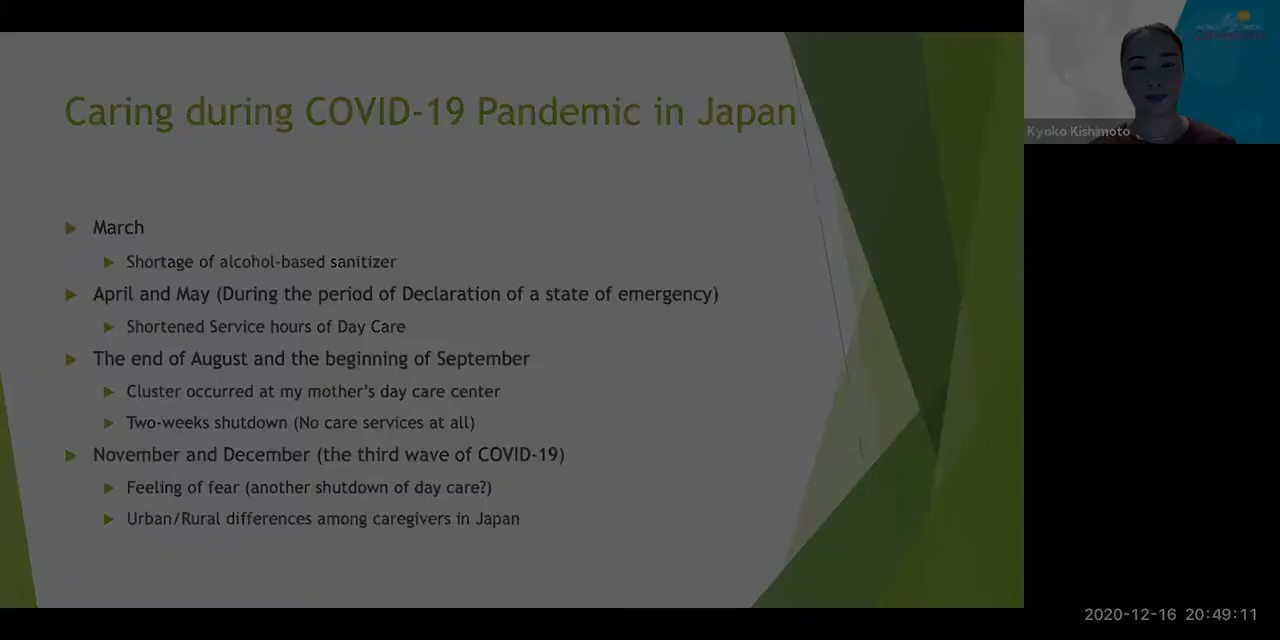 Caring during COVID-19 Pandemic in Japan
March
Shortage of alcohol-based sanitizer
April and May (During the period of Declaration of a state of emergency)
Shortened Service hours of Day Care
The end of August and the beginning of September
Cluster occurred at my mother's day care center
Two-weeks shutdown (No care services at all)
November and December (the third wave of COVID-19)
Feeling of fear (another shutdown of day care?)
Urban/Rural differences among caregivers in Japan
Kyoko Kishimoto
2020-12-16 20:49:11